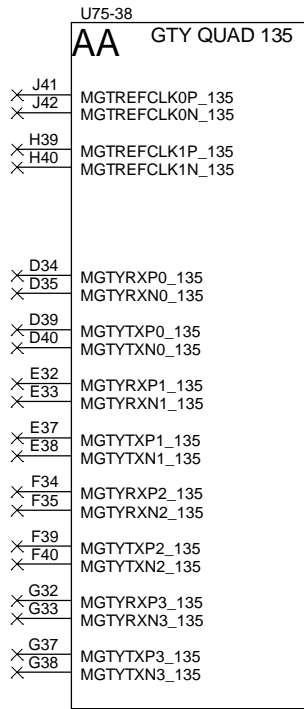 U75-38
AA GTY QUAD 135
J41 MGTREFCLK0P_135
J42 MGTREFCLK0N_135
H39 MGTREFCLK1P_135
H40 MGTREFCLK1N_135
D34 MGTYRXP0_135
D35 MGTYRXN0_135
D39 MGTYTXP0_135
D40 MGTYTXN0_135
E32 MGTYRXP1_135
E33 MGTYRXN1_135
E37 MGTYTXP1_135
E38 MGTYTXN1_135
F34 MGTYRXP2_135
F35 MGTYRXN2_135
F39 MGTYTXP2_135
F40 MGTYTXN2_135
G32 MGTYRXP3_135
G33 MGTYRXN3_135
G37 MGTYTXP3_135
G38 MGTYTXN3_135